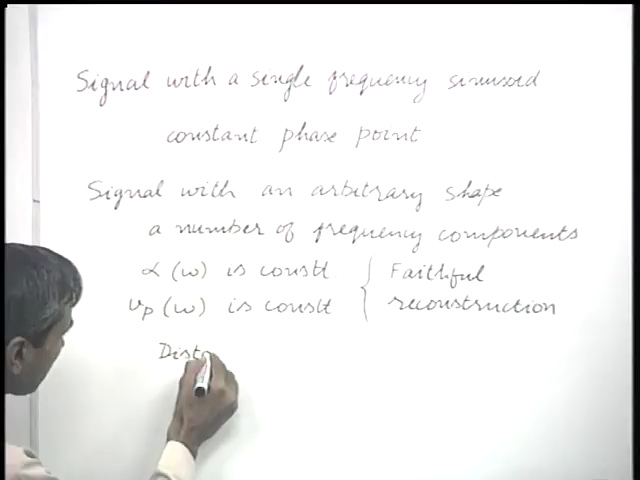 Signal with a single frequency sinusoid
constant phase point
Signal with an arbitrary shape
a number of frequency components
α (ω) is constt { Faithful
v_p (ω) is constt { reconstruction
Dist